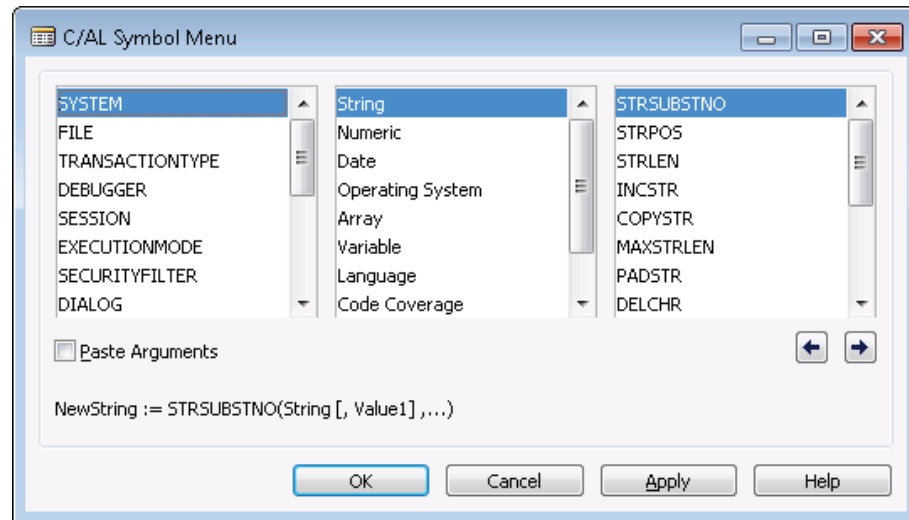 C/AL Symbol Menu
SYSTEM
FILE
TRANSACTIONTYPE
DEBUGGER
SESSION
EXECUTIONMODE
SECURITYFILTER
DIALOG
String
Numeric
Date
Operating System
Array
Variable
Language
Code Coverage
STRSUBSTNO
STRPOS
STRLEN
INCSTR
COPYSTR
MAXSTRLEN
PADSTR
DELCHR
Paste Arguments
NewString := STRSUBSTNO(String [, Value1] ,...)
OK Cancel Apply Help